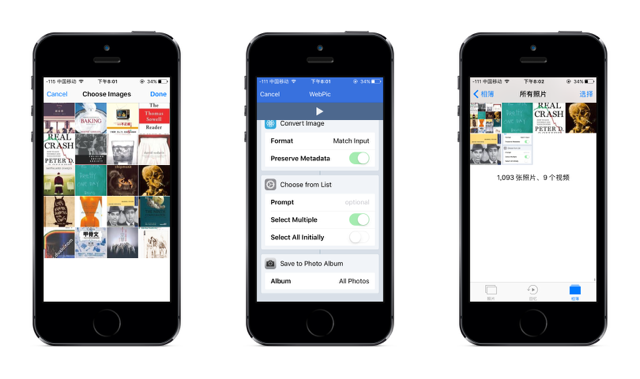 -115 中国移动 下午8:01 34%
Cancel Choose Images Done
REAL CRASH
PETER D.
BAKING
The Thomas Sowell Reader
甲骨文
-111 中国移动 下午8:01 34%
Cancel WebPic
Convert Image
Format Match Input
Preserve Metadata
Choose from List
Prompt optional
Select Multiple
Select All Initially
Save to Photo Album
Album All Photos
-111 中国移动 下午8:02 34%
相簿 所有照片 选择
REAL CRASH
PETER D.
1,093 张照片、9 个视频
照片 回忆 相簿